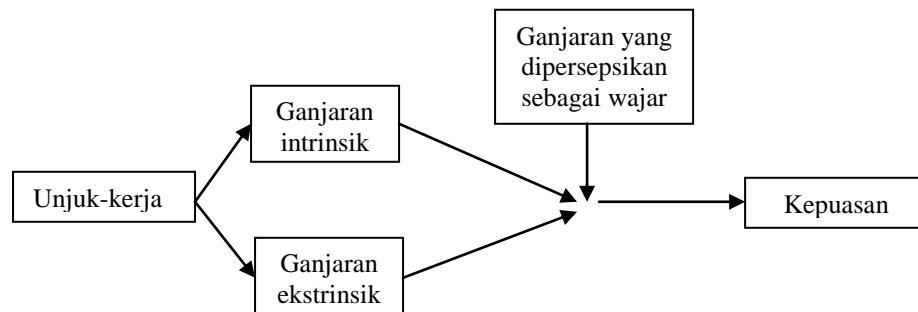 Ganjaran yang
dipersepsikan
sebagai wajar
Ganjaran
intrinsik
Unjuk-kerja
Kepuasan
Ganjaran
ekstrinsik